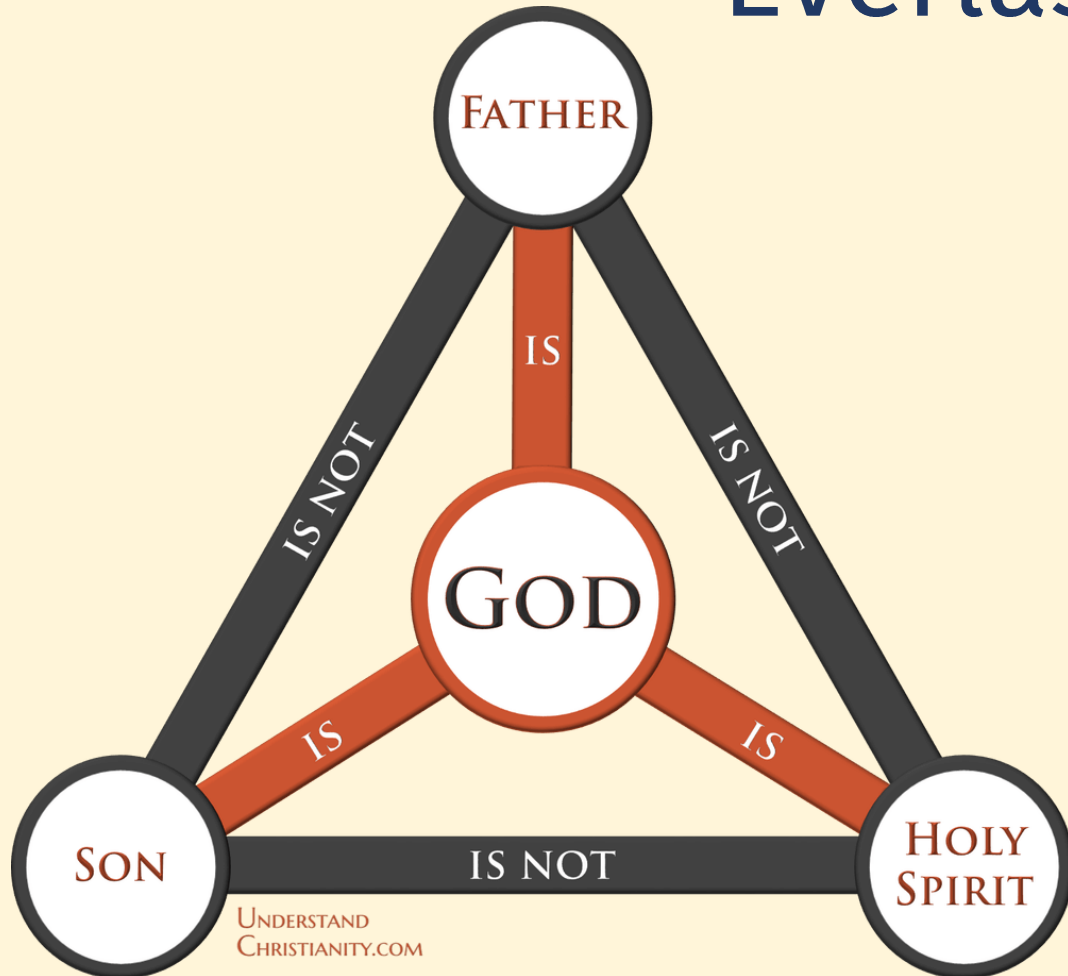 FATHER
IS
IS NOT
IS NOT
GOD
IS
IS
SON
IS NOT
HOLY
SPIRIT
UNDERSTAND
CHRISTIANITY.COM